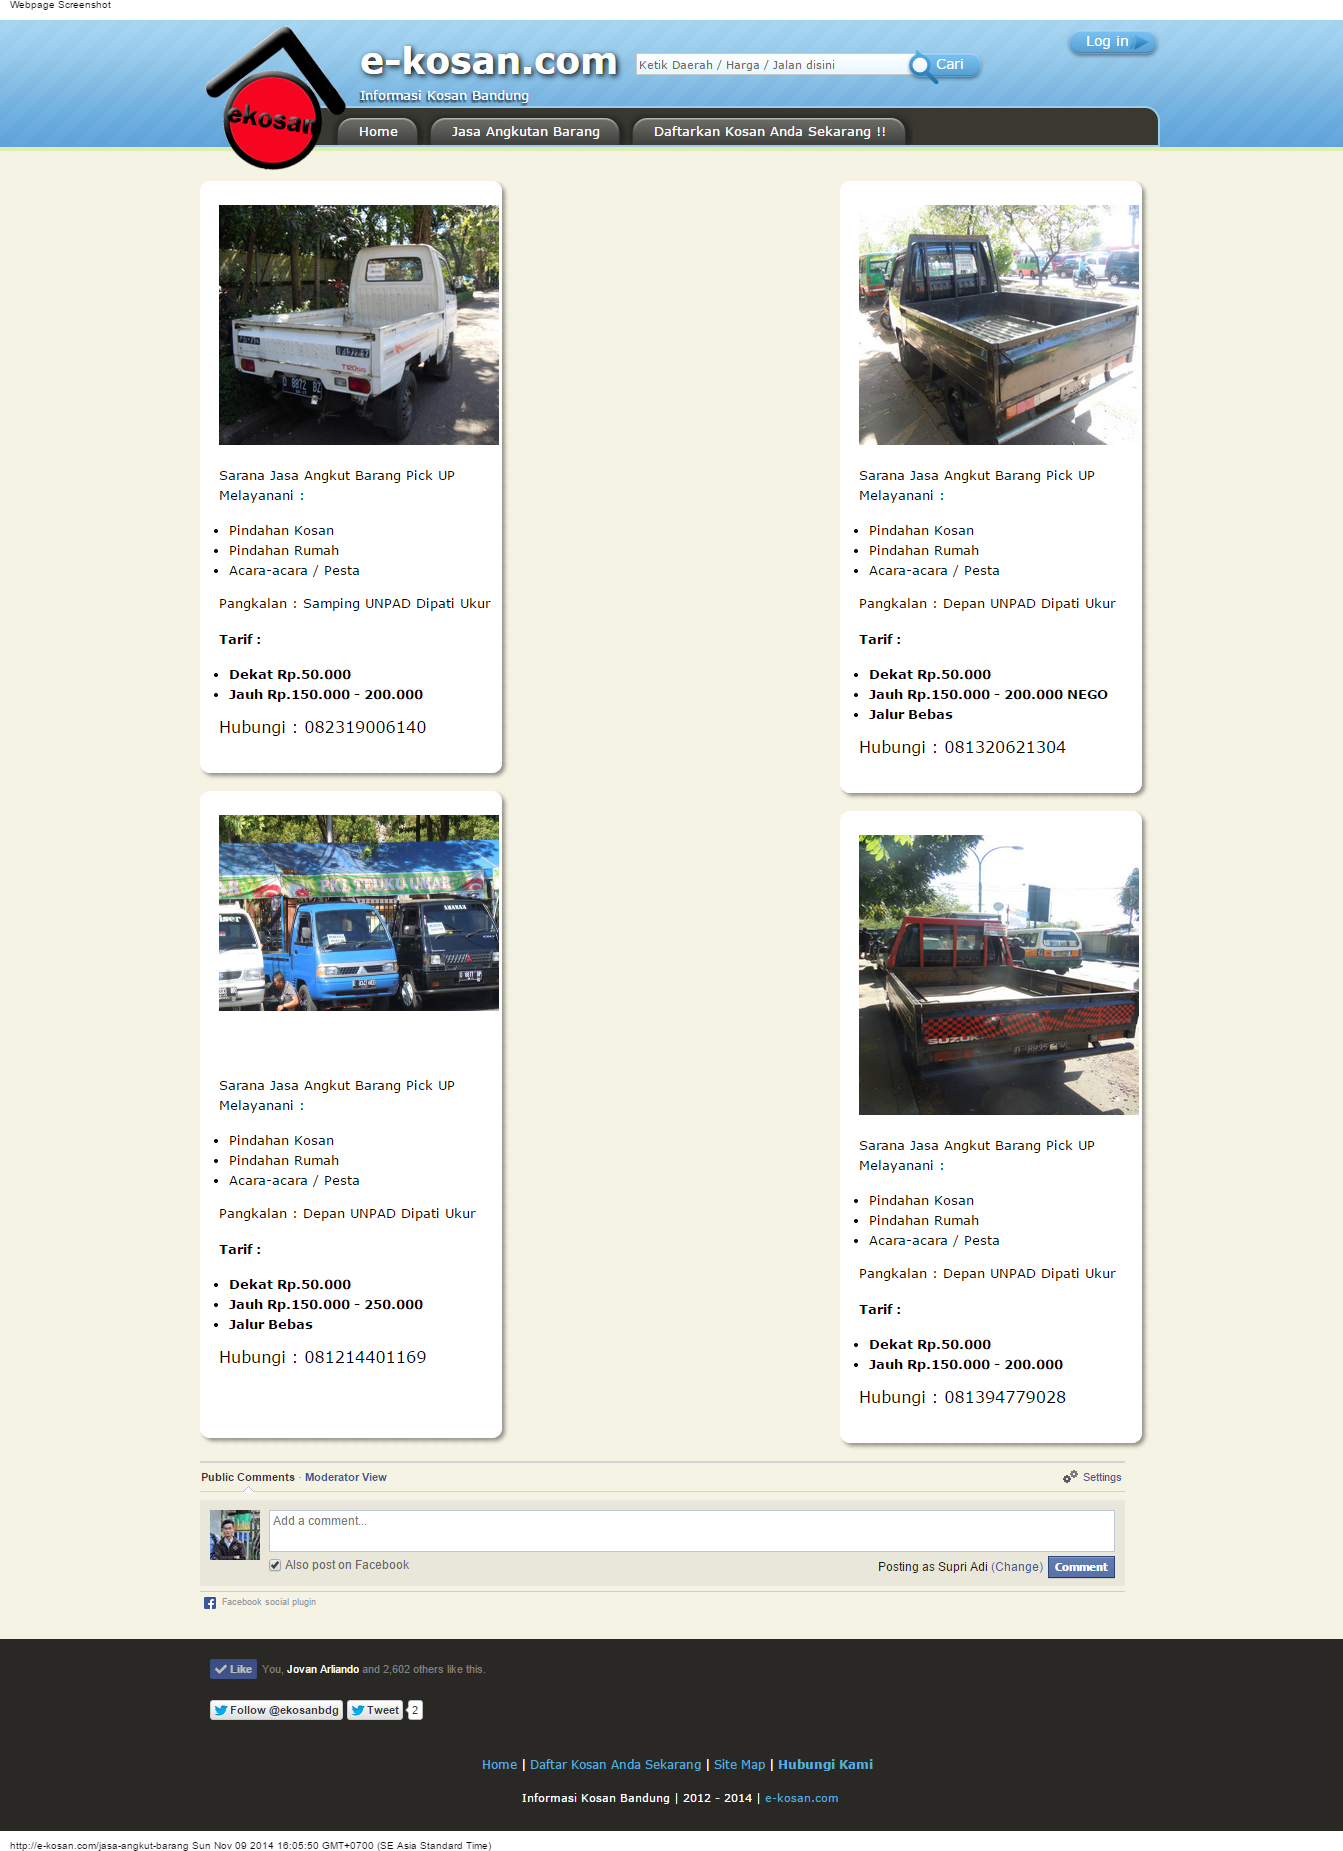 Webpage Screenshot
e-kosan.com
Informasi Kosan Bandung
ekosan
Ketik Daerah / Harga / Jalan disini
Cari
Log in
Home
Jasa Angkutan Barang
Daftarkan Kosan Anda Sekarang !!
T120SS
D 8872 BZ
Sarana Jasa Angkut Barang Pick UP
Melayanani :
• Pindahan Kosan
• Pindahan Rumah
• Acara-acara / Pesta
Pangkalan : Samping UNPAD Dipati Ukur
Tarif :
• Dekat Rp.50.000
• Jauh Rp.150.000 - 200.000
Hubungi : 082319006140
Sarana Jasa Angkut Barang Pick UP
Melayanani :
• Pindahan Kosan
• Pindahan Rumah
• Acara-acara / Pesta
Pangkalan : Depan UNPAD Dipati Ukur
Tarif :
• Dekat Rp.50.000
• Jauh Rp.150.000 - 200.000 NEGO
• Jalur Bebas
Hubungi : 081320621304
PKL TEUKU UMAR
Sarana Jasa Angkut Barang Pick UP
Melayanani :
• Pindahan Kosan
• Pindahan Rumah
• Acara-acara / Pesta
Pangkalan : Depan UNPAD Dipati Ukur
Tarif :
• Dekat Rp.50.000
• Jauh Rp.150.000 - 250.000
• Jalur Bebas
Hubungi : 081214401169
SUZUKI
Sarana Jasa Angkut Barang Pick UP
Melayanani :
• Pindahan Kosan
• Pindahan Rumah
• Acara-acara / Pesta
Pangkalan : Depan UNPAD Dipati Ukur
Tarif :
• Dekat Rp.50.000
• Jauh Rp.150.000 - 200.000
Hubungi : 081394779028
Public Comments · Moderator View
Settings
Add a comment...
Also post on Facebook
Posting as Supri Adi (Change)
Comment
Facebook social plugin
Like
You, Jovan Arliando and 2,602 others like this.
Follow @ekosanbdg
Tweet
2
Home | Daftar Kosan Anda Sekarang | Site Map | Hubungi Kami
Informasi Kosan Bandung | 2012 - 2014 | e-kosan.com
http://e-kosan.com/jasa-angkut-barang Sun Nov 09 2014 16:05:50 GMT+0700 (SE Asia Standard Time)